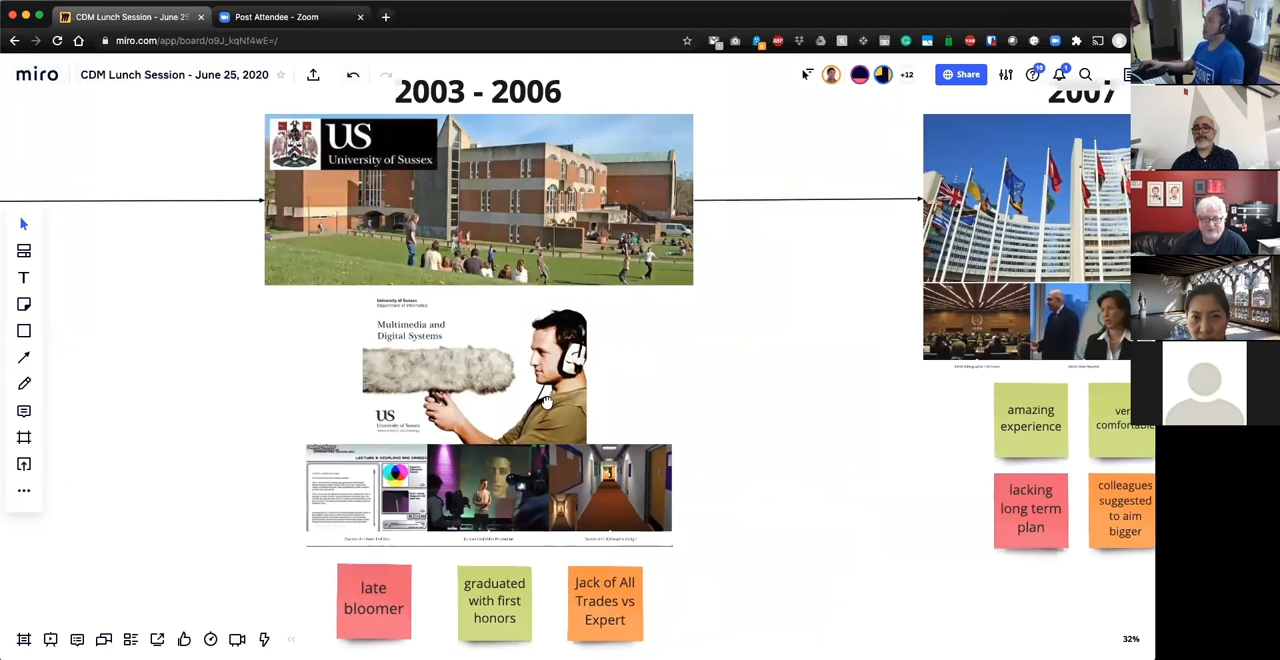 CDM Lunch Session - June 25
Post Attendee - Zoom
miro.com/app/board/o9J_kqNf4wE=/
miro
CDM Lunch Session - June 25, 2020
+12
Share
10
1
2003 - 2006
2007
US
University of Sussex
University of Sussex
Department of Informatics
Multimedia and
Digital Systems
US
University of Sussex
late
bloomer
graduated
with first
honors
Jack of All
Trades vs
Expert
amazing
experience
lacking
long term
plan
colleagues
suggested
to aim
bigger
32%